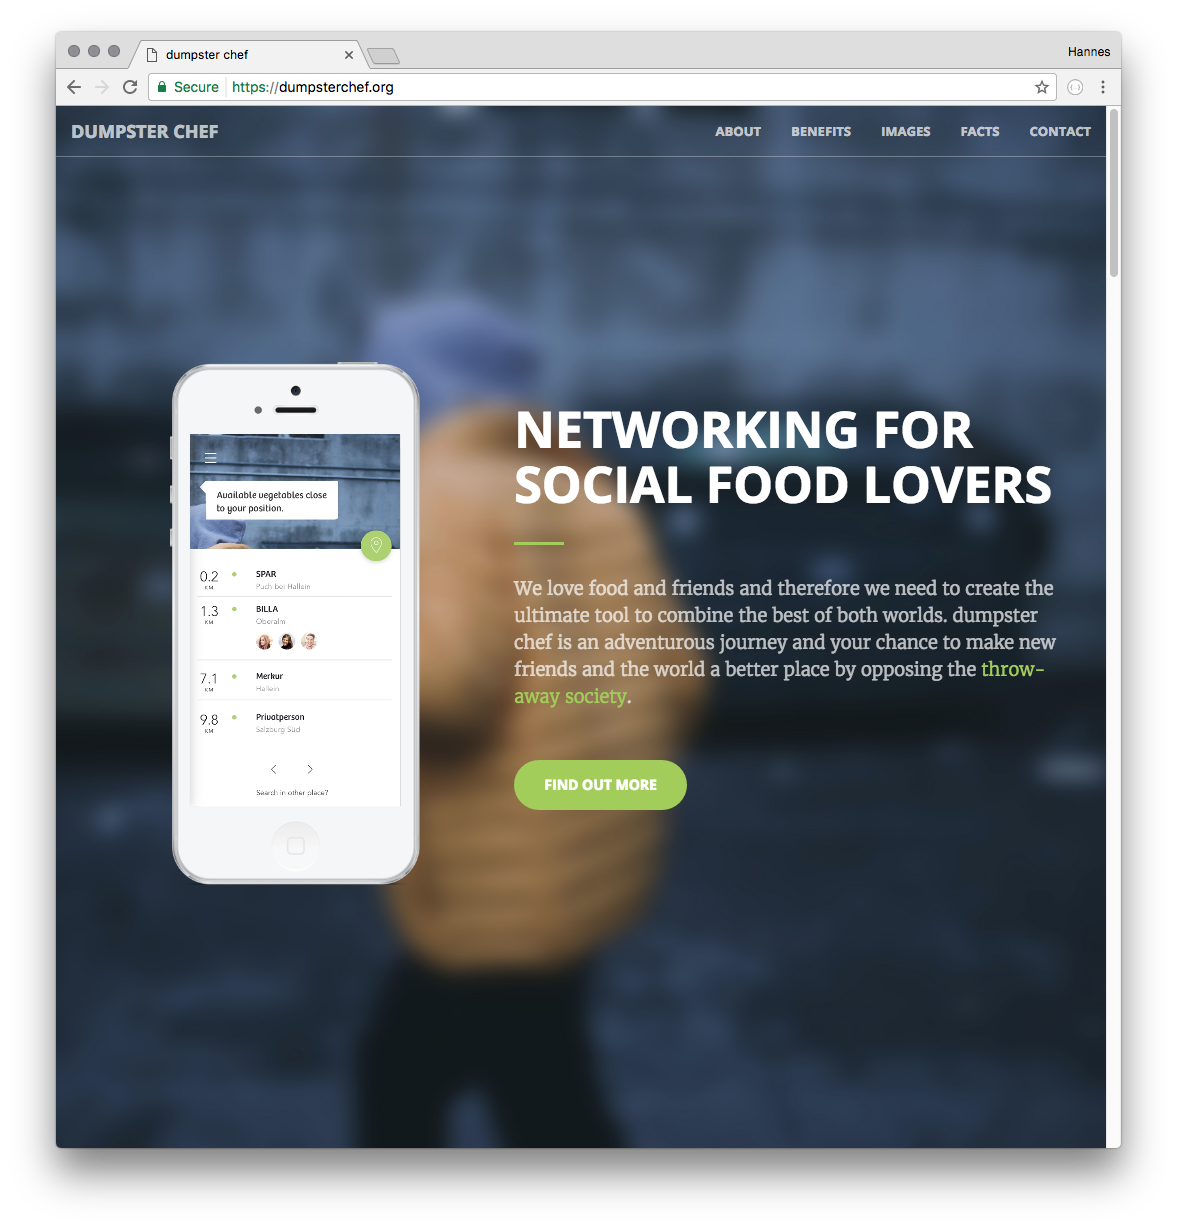 dumpster chef
Hannes
Secure
https://dumpsterchef.org
DUMPSTER CHEF
ABOUT
BENEFITS
IMAGES
FACTS
CONTACT
Available vegetables close
to your position.
0.2
KM
SPAR
Puch bei Hallein
1.3
KM
BILLA
Oberalm
7.1
KM
Merkur
Hallein
9.8
KM
Privatperson
Salzburg Süd
Search in other place?
NETWORKING FOR
SOCIAL FOOD LOVERS
We love food and friends and therefore we need to create the
ultimate tool to combine the best of both worlds. dumpster
chef is an adventurous journey and your chance to make new
friends and the world a better place by opposing the throw-
away society.
FIND OUT MORE